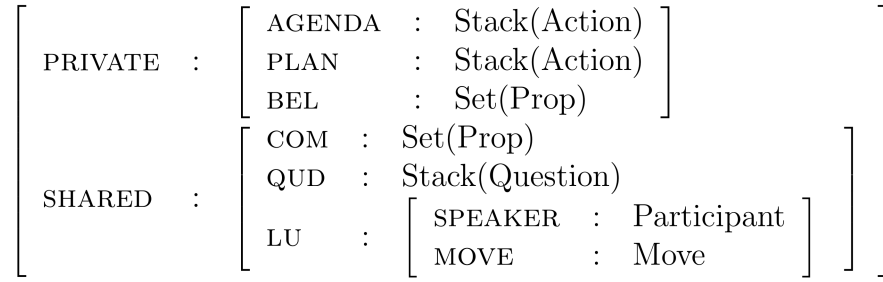 AGENDA : Stack(Action)
PRIVATE : PLAN : Stack(Action)
BEL : Set(Prop)
COM : Set(Prop)
QUD : Stack(Question)
SHARED :
SPEAKER : Participant
LU :
MOVE : Move